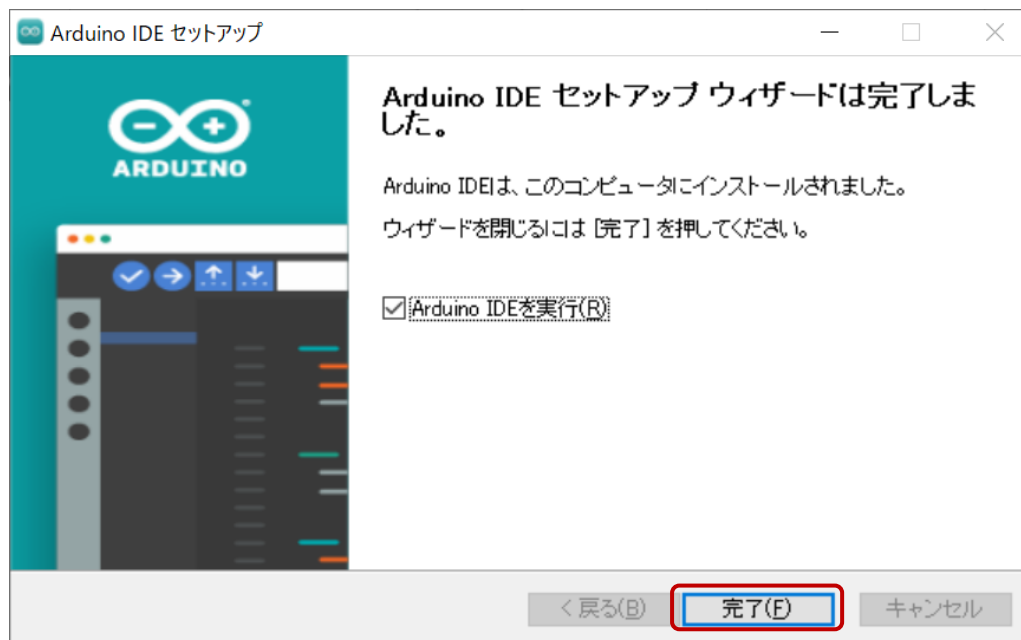 Arduino IDE セットアップ
ARDUINO
Arduino IDE セットアップ ウィザードは完了しま
した。
Arduino IDEは、このコンピュータにインストールされました。
ウィザードを閉じるには [完了] を押してください。
Arduino IDEを実行(R)
< 戻る(B)
完了(F)
キャンセル